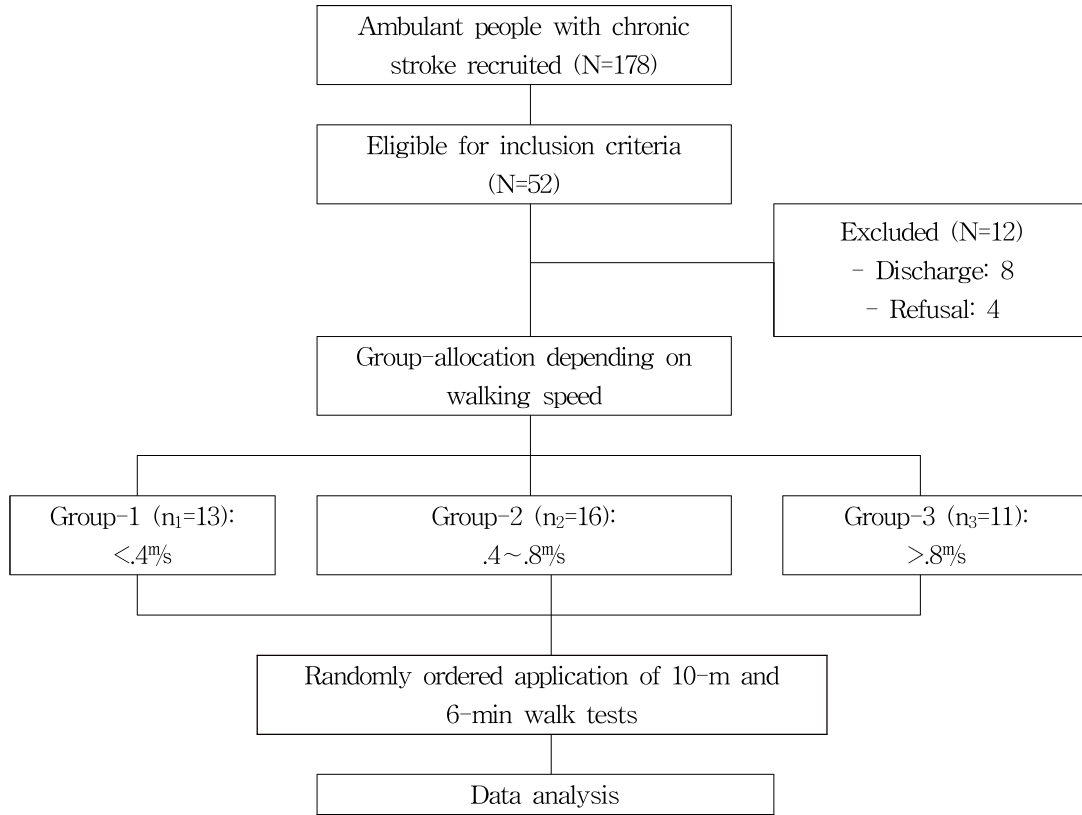 Ambulant people with chronic
stroke recruited (N=178)
Eligible for inclusion criteria
(N=52)
Excluded (N=12)
- Discharge: 8
- Refusal: 4
Group-allocation depending on
walking speed
Group-1 (n₁=13):
<.4㎧
Group-2 (n₂=16):
.4~.8㎧
Group-3 (n₃=11):
>.8㎧
Randomly ordered application of 10-m and
6-min walk tests
Data analysis